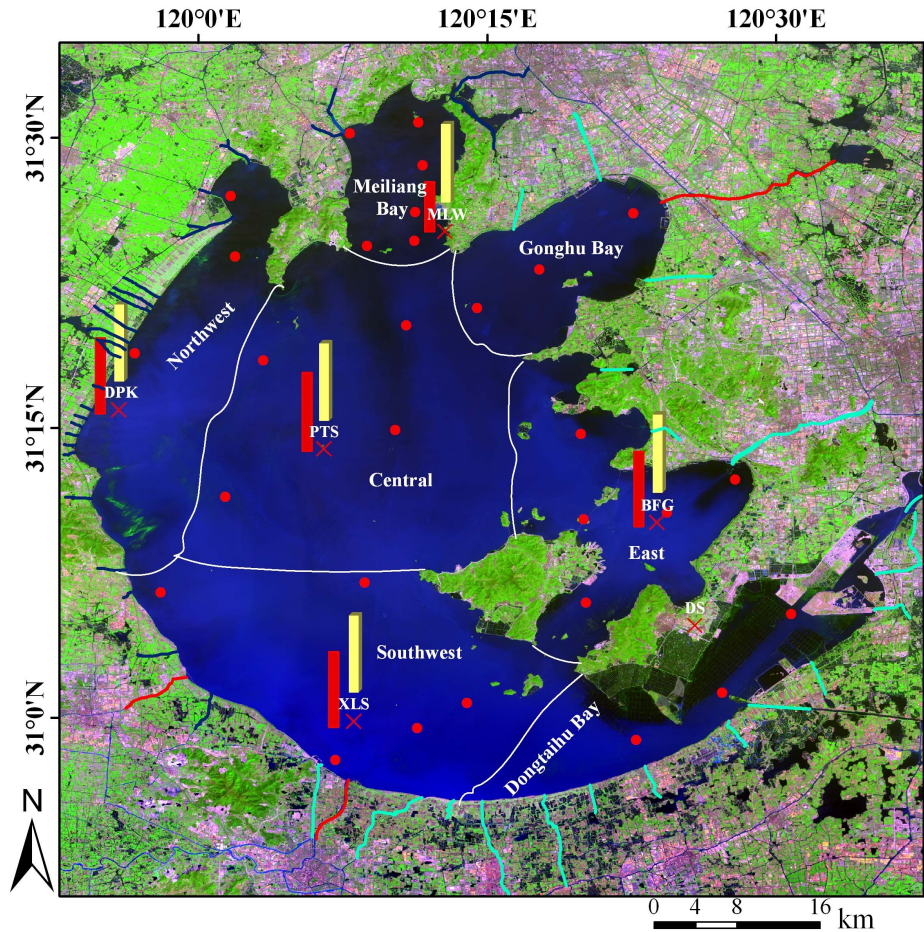 120°0'E
120°15'E
120°30'E
31°30'N
31°15'N
31°0'N
Meiliang
Bay
MLW
Gonghu Bay
Northwest
DPK
PTS
Central
BFG
East
DS
Southwest
XLS
Dongtaihu Bay
N
0 4 8 16
km